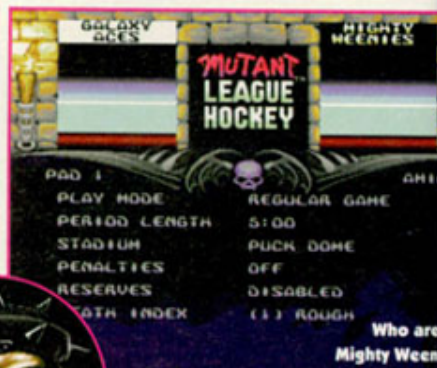 GALAXY
ACES
MIGHTY
WEENIES
MUTANT™
LEAGUE
HOCKEY
PAD 1
PLAY MODE REGULAR GAME
PERIOD LENGTH 5:00
STADIUM PUCK DOME
PENALTIES OFF
RESERVES DISABLED
ATH INDEX (1) ROUGH
Who are
Mighty Ween